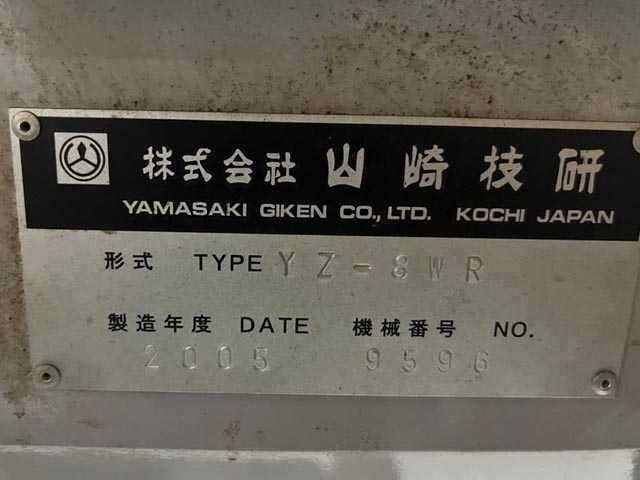 株式会社 山崎技研
YAMASAKI GIKEN CO., LTD. KOCHI JAPAN
形式 TYPE YZ-8WR
製造年度 DATE 機械番号 NO.
2005 9596